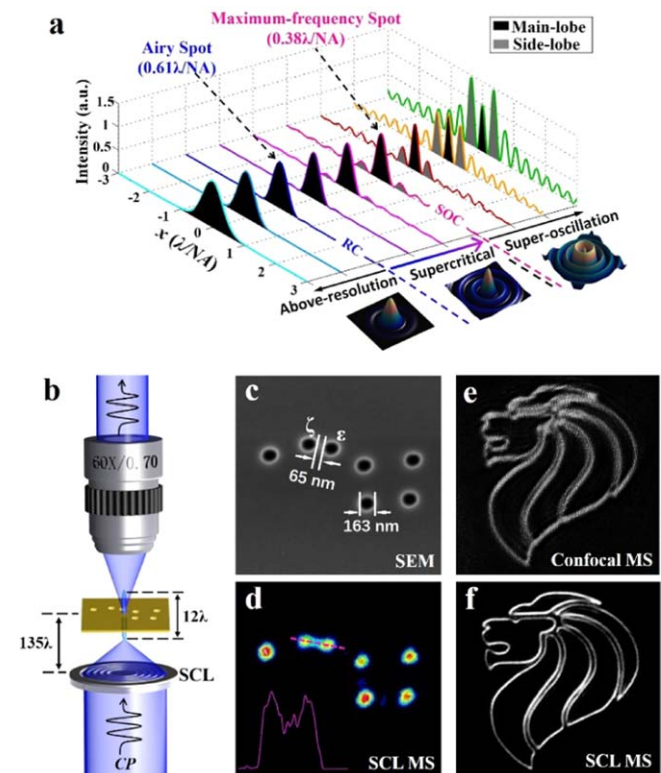 a
Maximum-frequency Spot
(0.38λ/NA)
Airy Spot
(0.61λ/NA)
Main-lobe
Side-lobe
Intensity (a.u.)
1.5
1
0.5
0
-3
-2
-1
0
1
2
3
x (λ/NA)
RC
SOC
Above-resolution
Supercritical
Super-oscillation
b
60X/0.70
12λ
135λ
SCL
CP
c
ζ
ε
65 nm
163 nm
SEM
d
SCL MS
e
Confocal MS
f
SCL MS